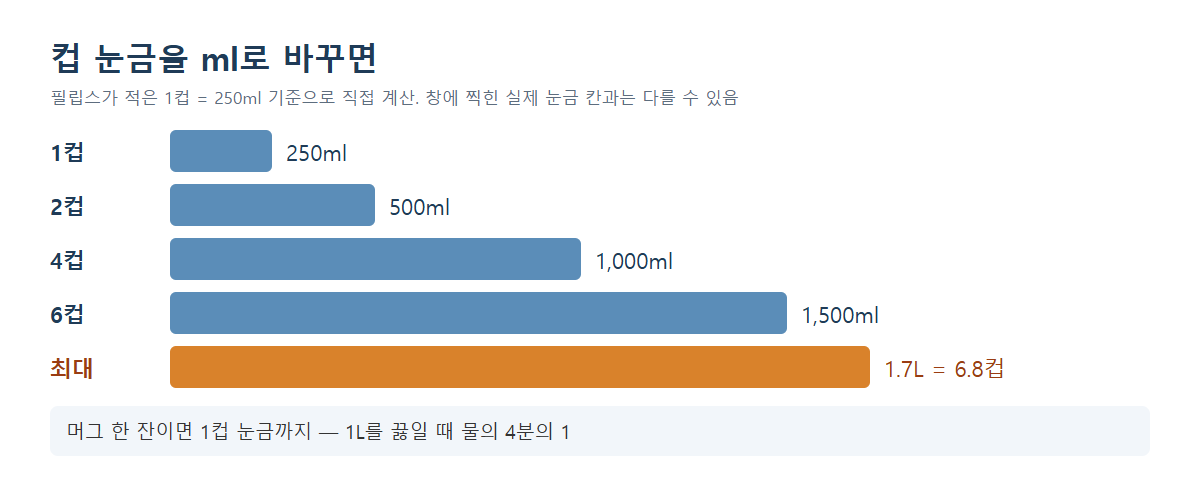 컵 눈금을 ml로 바꾸면
필립스가 적은 1컵 = 250ml 기준으로 직접 계산. 창에 찍힌 실제 눈금 칸과는 다를 수 있음
1컵 250ml
2컵 500ml
4컵 1,000ml
6컵 1,500ml
최대 1.7L = 6.8컵
머그 한 잔이면 1컵 눈금까지 — 1L를 끓일 때 물의 4분의 1